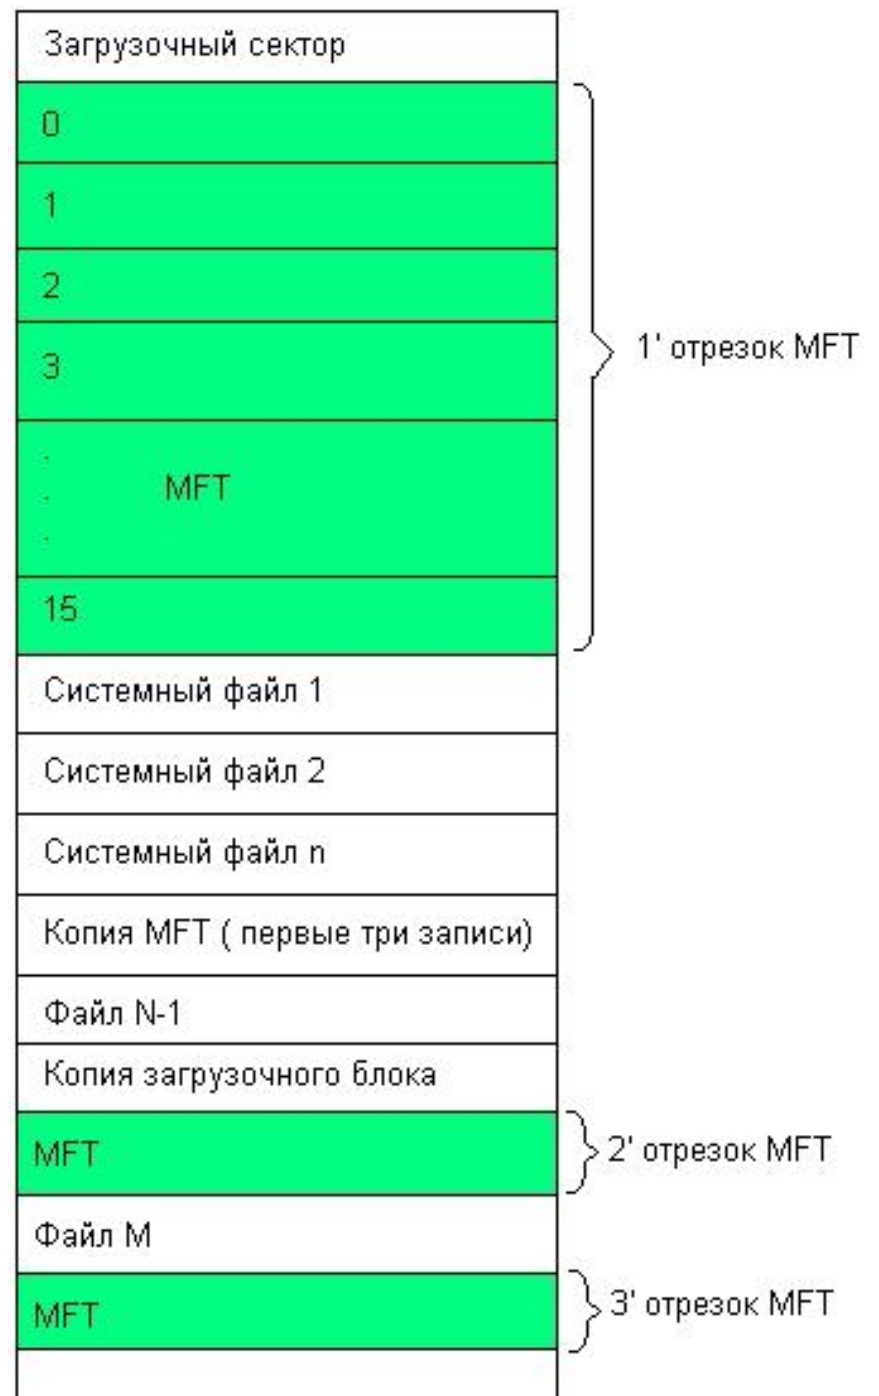 Загрузочный сектор
0
1
2
3
1' отрезок MFT
.
.
.
MFT
15
Системный файл 1
Системный файл 2
Системный файл n
Копия MFT ( первые три записи)
Файл N-1
Копия загрузочного блока
MFT
2' отрезок MFT
Файл M
MFT
3' отрезок MFT